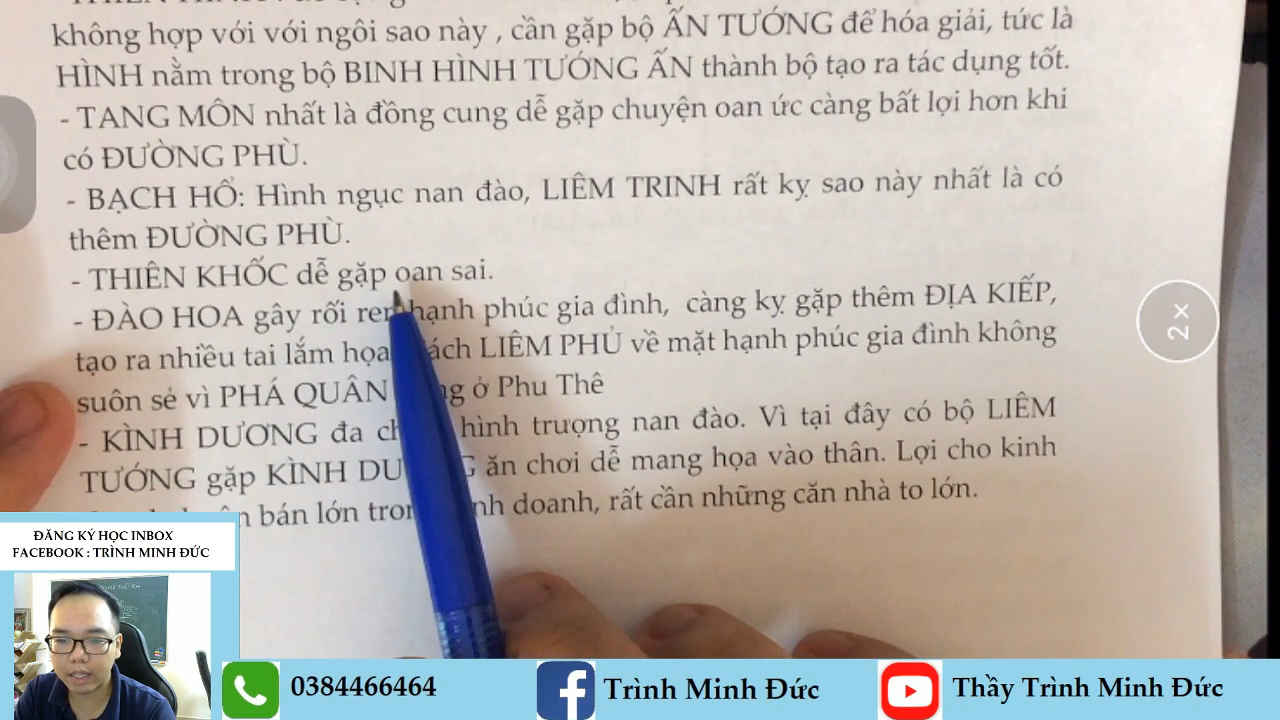 không hợp với với ngôi sao này , cần gặp bộ ẤN TƯỚNG để hóa giải, tức là
HÌNH nằm trong bộ BINH HÌNH TƯỚNG ẤN thành bộ tạo ra tác dụng tốt.
- TANG MÔN nhất là đồng cung dễ gặp chuyện oan ức càng bất lợi hơn khi
có ĐƯỜNG PHÙ.
- BẠCH HỔ: Hình ngục nan đào, LIÊM TRINH rất kỵ sao này nhất là có
thêm ĐƯỜNG PHÙ.
- THIÊN KHỐC dễ gặp oan sai.
- ĐÀO HOA gây rối ren hạnh phúc gia đình, càng kỵ gặp thêm ĐỊA KIẾP,
tạo ra nhiều tai lắm họa LIÊM PHỦ về mặt hạnh phúc gia đình không
suôn sẻ vì PHÁ QUÂN ở Phu Thê
- KÌNH DƯƠNG đa hình trượng nan đào. Vì tại đây có bộ LIÊM
TƯỚNG gặp KÌNH ăn chơi dễ mang họa vào thân. Lợi cho kinh
bán lớn doanh, rất cần những căn nhà to lớn.
2×
ĐĂNG KÝ HỌC INBOX
FACEBOOK : TRÌNH MINH ĐỨC
0384466464
Trình Minh Đức
Thầy Trình Minh Đức